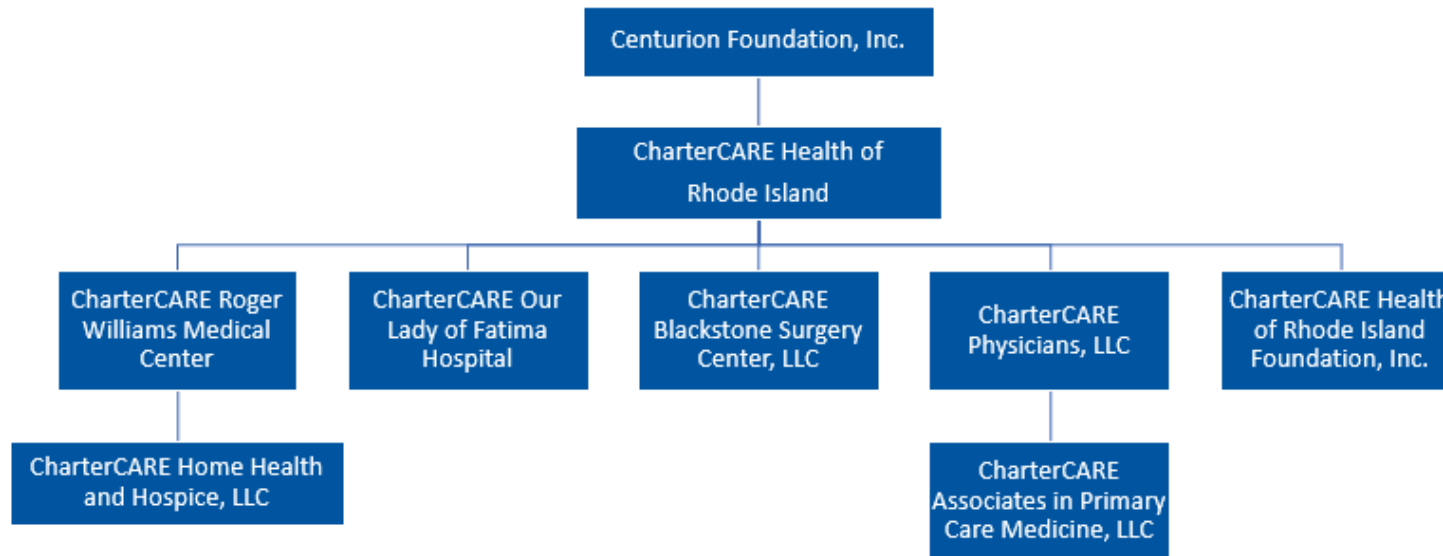 Centurion Foundation, Inc.
CharterCARE Health of
Rhode Island
CharterCARE Roger
Williams Medical
Center
CharterCARE Our
Lady of Fatima
Hospital
CharterCARE
Blackstone Surgery
Center, LLC
CharterCARE
Physicians, LLC
CharterCARE Health
of Rhode Island
Foundation, Inc.
CharterCARE Home Health
and Hospice, LLC
CharterCARE
Associates in Primary
Care Medicine, LLC